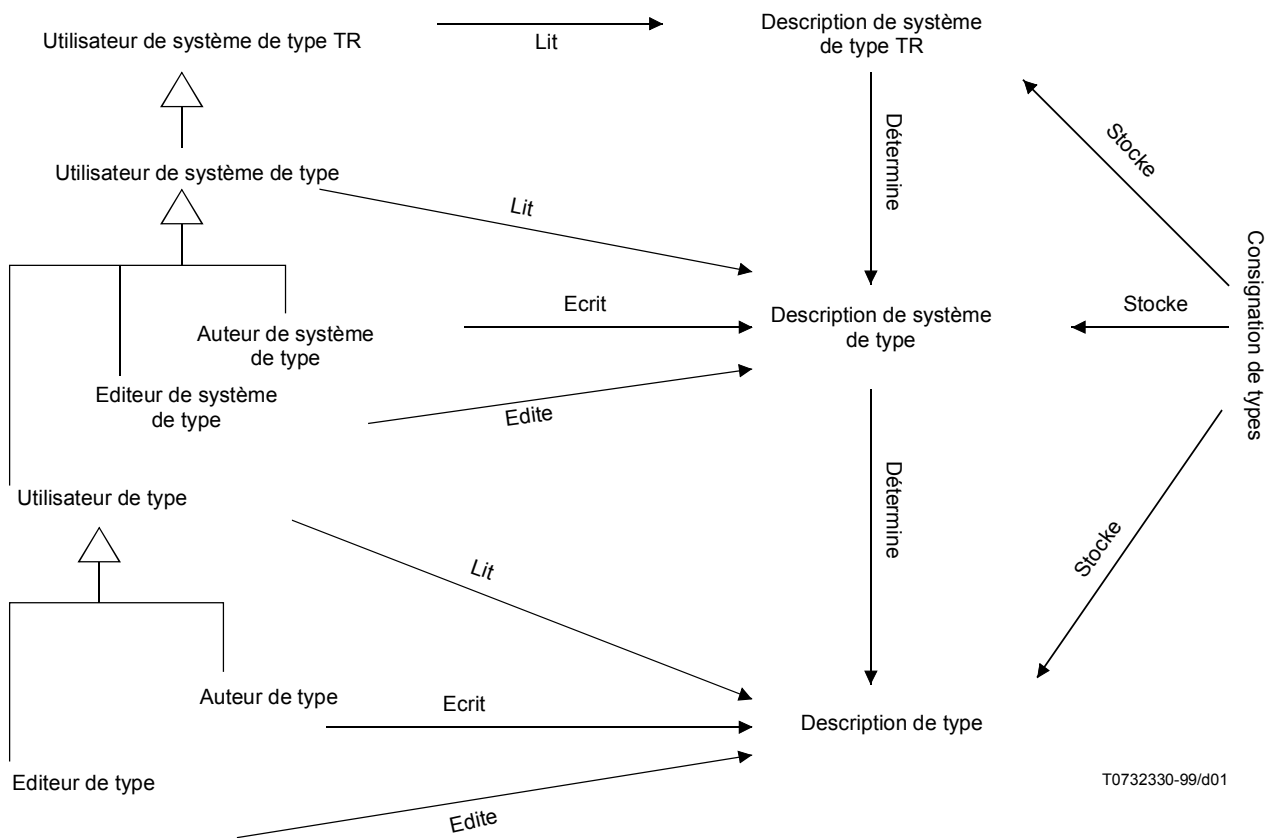 Utilisateur de système de type TR
Lit
Description de système
de type TR
Détermine
Stocke
Utilisateur de système de type
Lit
Consignation de types
Ecrit
Description de système
de type
Stocke
Auteur de système
de type
Editeur de système
de type
Edite
Utilisateur de type
Détermine
Stocke
Lit
Auteur de type
Ecrit
Description de type
Editeur de type
Edite
T0732330-99/d01